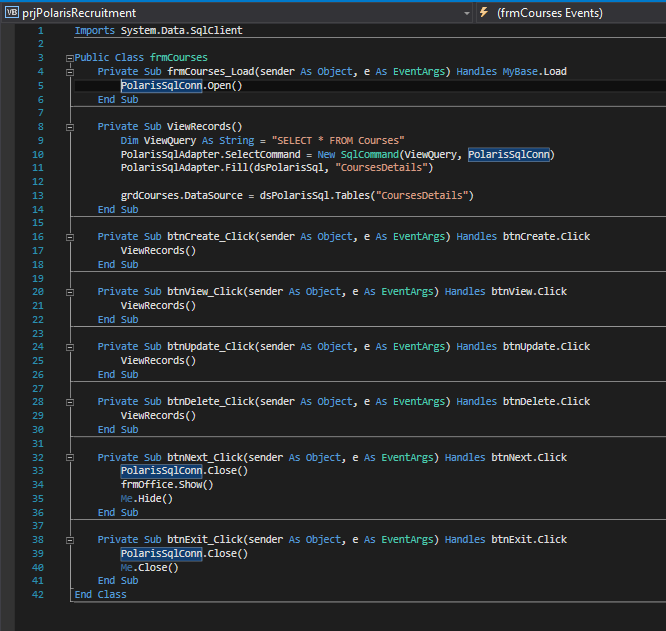 VB prjPolarisRecruitment (frmCourses Events)
1 Imports System.Data.SqlClient
2
3 Public Class frmCourses
4 Private Sub frmCourses_Load(sender As Object, e As EventArgs) Handles MyBase.Load
5 PolarisSqlConn.Open()
6 End Sub
7
8 Private Sub ViewRecords()
9 Dim ViewQuery As String = "SELECT * FROM Courses"
10 PolarisSqlAdapter.SelectCommand = New SqlCommand(ViewQuery, PolarisSqlConn)
11 PolarisSqlAdapter.Fill(dsPolarisSql, "CoursesDetails")
12
13 grdCourses.DataSource = dsPolarisSql.Tables("CoursesDetails")
14 End Sub
15
16 Private Sub btnCreate_Click(sender As Object, e As EventArgs) Handles btnCreate.Click
17 ViewRecords()
18 End Sub
19
20 Private Sub btnView_Click(sender As Object, e As EventArgs) Handles btnView.Click
21 ViewRecords()
22 End Sub
23
24 Private Sub btnUpdate_Click(sender As Object, e As EventArgs) Handles btnUpdate.Click
25 ViewRecords()
26 End Sub
27
28 Private Sub btnDelete_Click(sender As Object, e As EventArgs) Handles btnDelete.Click
29 ViewRecords()
30 End Sub
31
32 Private Sub btnNext_Click(sender As Object, e As EventArgs) Handles btnNext.Click
33 PolarisSqlConn.Close()
34 frmOffice.Show()
35 Me.Hide()
36 End Sub
37
38 Private Sub btnExit_Click(sender As Object, e As EventArgs) Handles btnExit.Click
39 PolarisSqlConn.Close()
40 Me.Close()
41 End Sub
42 End Class